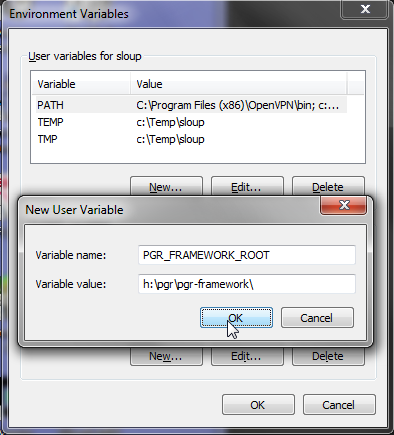 Environment Variables
User variables for sloup
Variable Value
PATH C:\Program Files (x86)\OpenVPN\bin; c:...
TEMP c:\Temp\sloup
TMP c:\Temp\sloup
New... Edit... Delete
New User Variable
Variable name: PGR_FRAMEWORK_ROOT
Variable value: h:\pgr\pgr-framework\
OK Cancel
New... Edit... Delete
OK Cancel